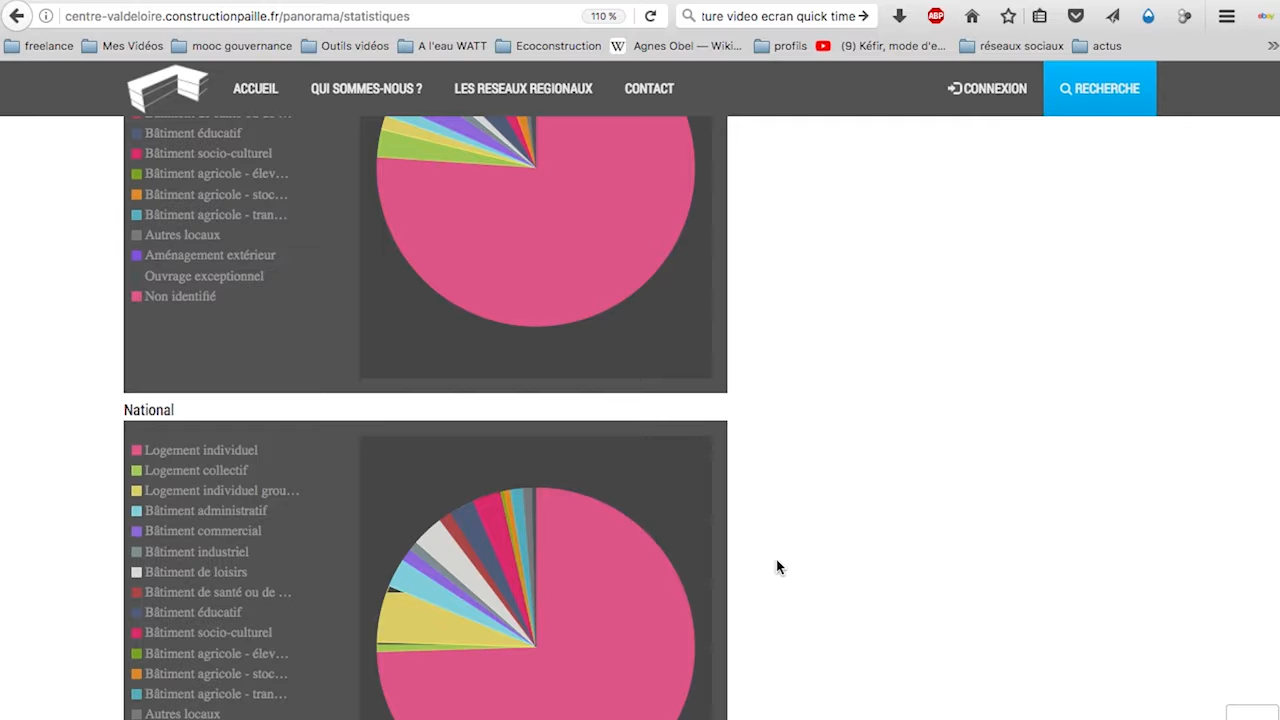 centre-valdeloire.constructionpaille.fr/panorama/statistiques
110 %
ture video ecran quick time
ABP
ebay
freelance
Mes Vidéos
mooc gouvernance
Outils vidéos
A l'eau WATT
Ecoconstruction
W Agnes Obel — Wiki...
profils
(9) Kéfir, mode d'e...
réseaux sociaux
actus
ACCUEIL
QUI SOMMES-NOUS ?
LES RESEAUX REGIONAUX
CONTACT
CONNEXION
RECHERCHE
Bâtiment éducatif
Bâtiment socio-culturel
Bâtiment agricole - élev…
Bâtiment agricole - stoc…
Bâtiment agricole - tran…
Autres locaux
Aménagement extérieur
Ouvrage exceptionnel
Non identifié
National
Logement individuel
Logement collectif
Logement individuel grou…
Bâtiment administratif
Bâtiment commercial
Bâtiment industriel
Bâtiment de loisirs
Bâtiment de santé ou de …
Bâtiment éducatif
Bâtiment socio-culturel
Bâtiment agricole - élev…
Bâtiment agricole - stoc…
Bâtiment agricole - tran…
Autres locaux